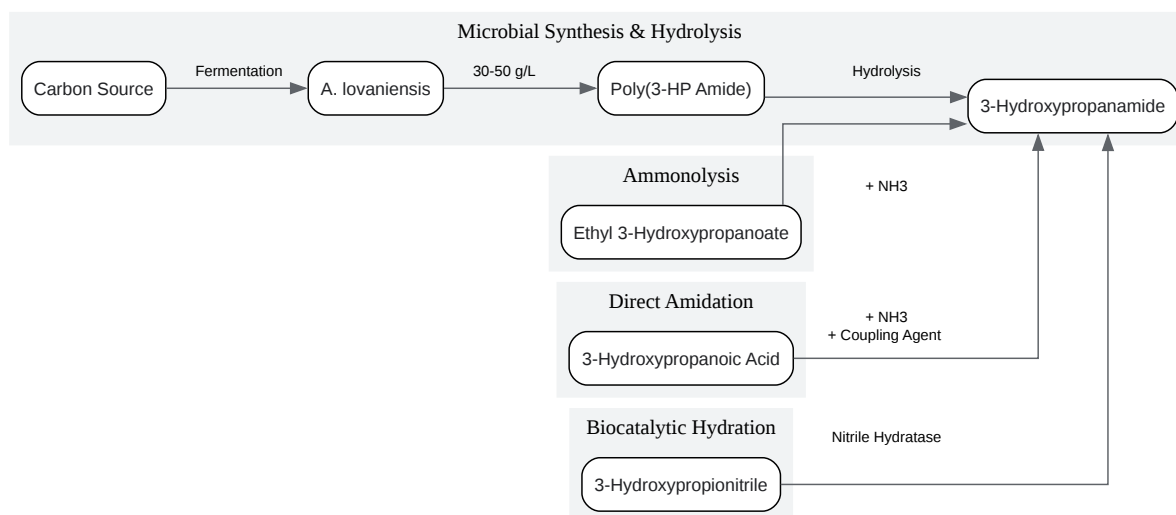 Microbial Synthesis & Hydrolysis
Carbon Source
Fermentation
A. lovaniensis
30-50 g/L
Poly(3-HP Amide)
Hydrolysis
3-Hydroxypropanamide
Ammonolysis
Ethyl 3-Hydroxypropanoate
+ NH3
Direct Amidation
3-Hydroxypropanoic Acid
+ NH3
+ Coupling Agent
Biocatalytic Hydration
3-Hydroxypropionitrile
Nitrile Hydratase